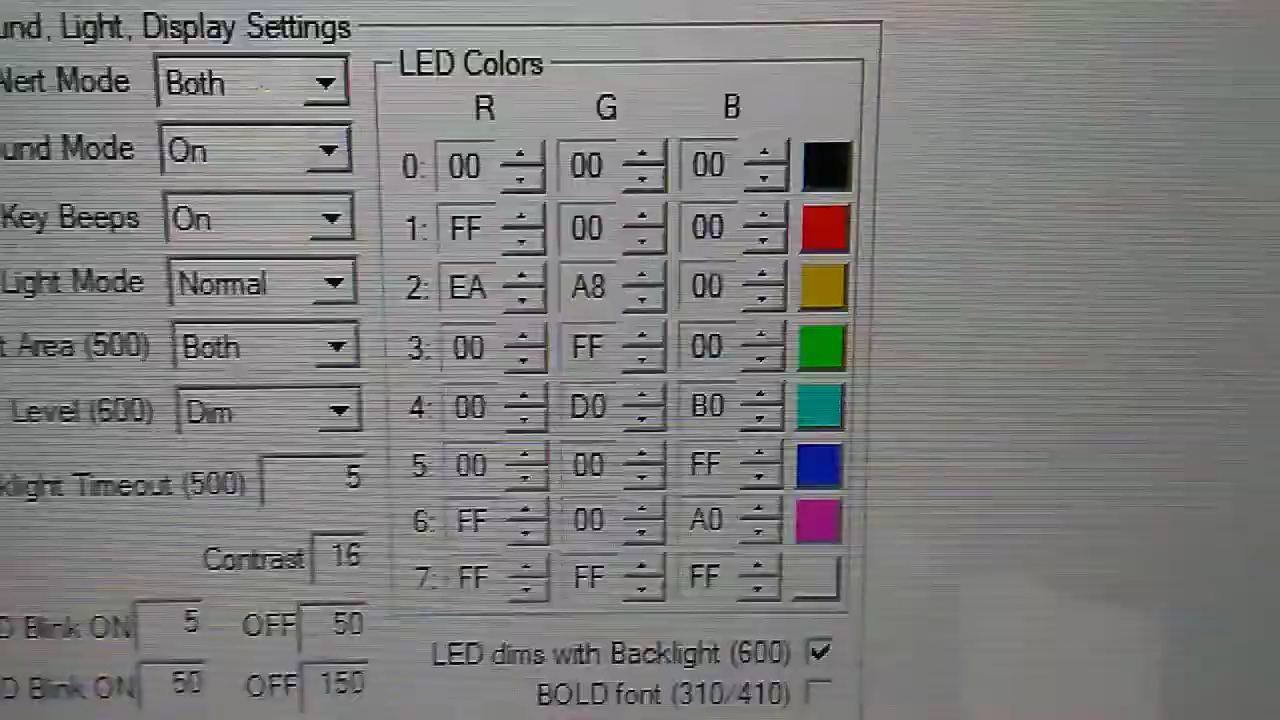 und, Light, Display Settings
LED Colors
Alert Mode Both
R G B
0: 00 00 00
und Mode On
1: FF 00 00
Key Beeps On
2: EA A8 00
Light Mode Normal
3: 00 FF 00
t Area (500) Both
4: 00 D0 B0
Level (600) Dim
5: 00 00 FF
klight Timeout (500) 5
6: FF 00 A0
Contrast 16
7: FF FF FF
D Blink ON 5 OFF 50
LED dims with Backlight (600)
D Blink ON 50 OFF 150
BOLD font (310/410)